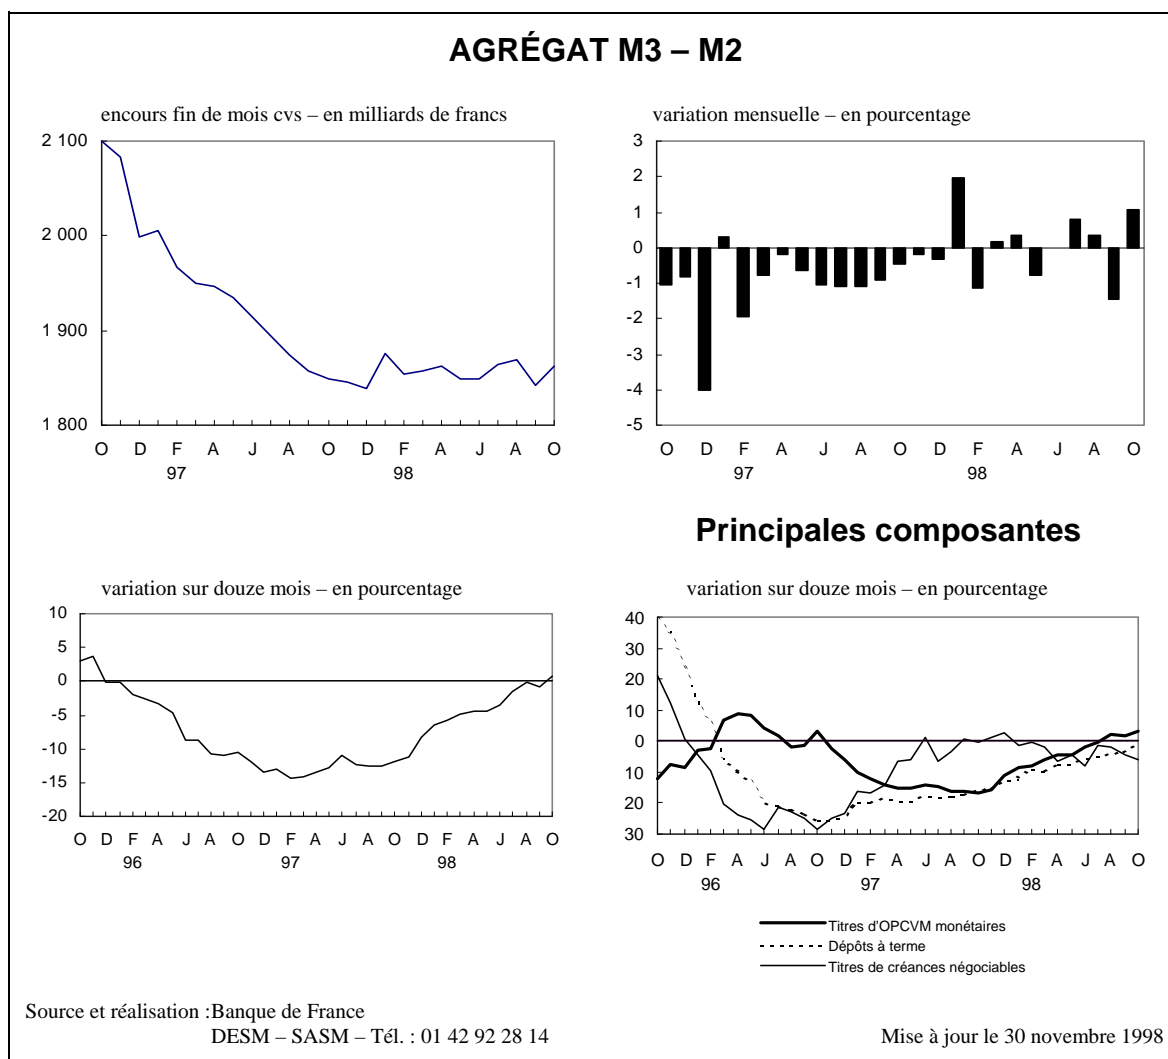 AGRÉGAT M3 – M2
encours fin de mois cvs – en milliards de francs
2 100
2 000
1 900
1 800
O D F A J A O D F A J A O
97 98
variation mensuelle – en pourcentage
3
2
1
0
-1
-2
-3
-4
-5
O D F A J A O D F A J A O
97 98
variation sur douze mois – en pourcentage
10
5
0
-5
-10
-15
-20
O D F A J A O D F A J A O D F A J A O
96 97 98
Principales composantes
variation sur douze mois – en pourcentage
40
30
20
10
0
10
20
30
O D F A J A O D F A J A O D F A J A O
96 97 98
Titres d'OPCVM monétaires
Dépôts à terme
Titres de créances négociables
Source et réalisation :Banque de France
DESM – SASM – Tél. : 01 42 92 28 14
Mise à jour le 30 novembre 1998